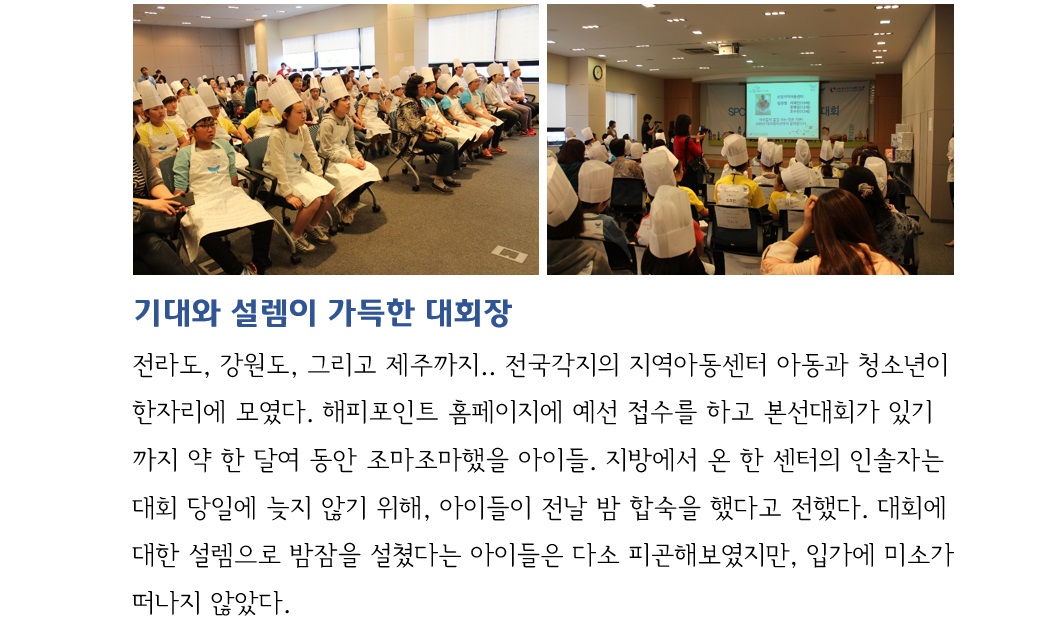 SPC
대회
기대와 설렘이 가득한 대회장
전라도, 강원도, 그리고 제주까지.. 전국각지의 지역아동센터 아동과 청소년이
한자리에 모였다. 해피포인트 홈페이지에 예선 접수를 하고 본선대회가 있기
까지 약 한 달여 동안 조마조마했을 아이들. 지방에서 온 한 센터의 인솔자는
대회 당일에 늦지 않기 위해, 아이들이 전날 밤 합숙을 했다고 전했다. 대회에
대한 설렘으로 밤잠을 설쳤다는 아이들은 다소 피곤해보였지만, 입가에 미소가
떠나지 않았다.